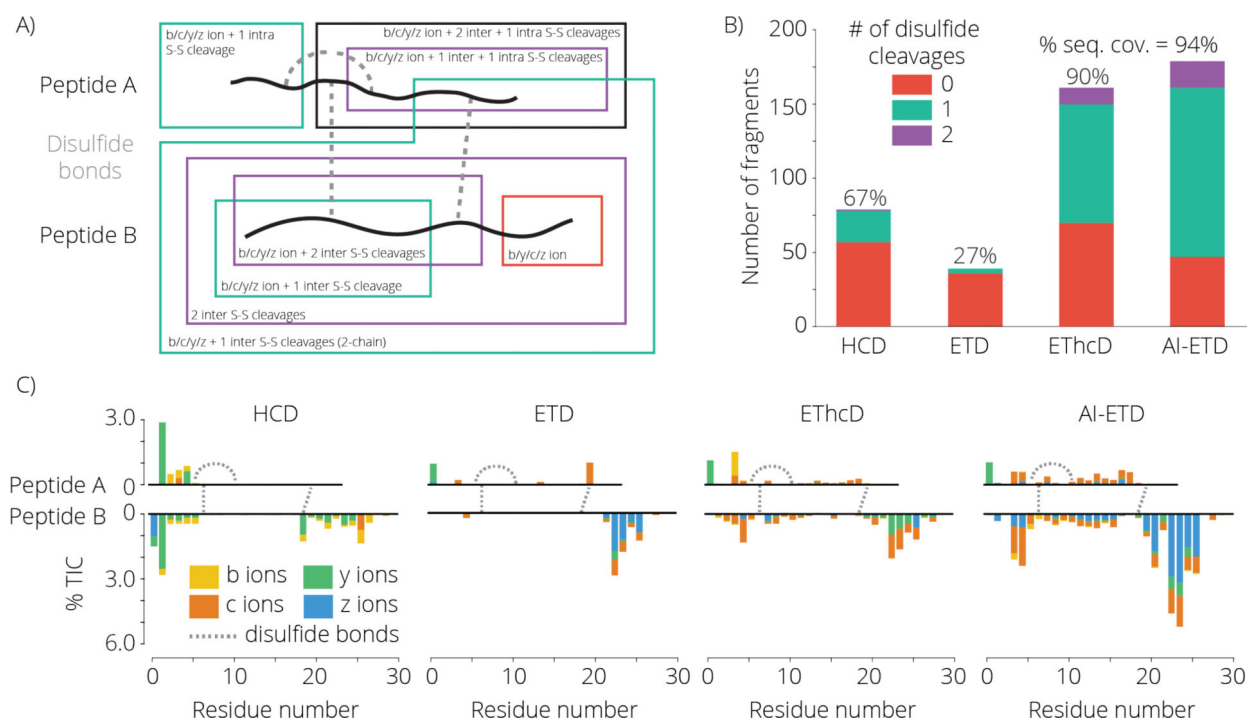 A)
b/c/y/z ion + 1 intra
S-S cleavage
b/c/y/z ion + 2 inter + 1 intra S-S cleavages
b/c/y/z ion + 1 inter + 1 intra S-S cleavages
Peptide A
Disulfide
bonds
Peptide B
b/c/y/z ion + 2 inter S-S cleavages
b/y/c/z ion
b/c/y/z ion + 1 inter S-S cleavage
2 inter S-S cleavages
b/c/y/z + 1 inter S-S cleavages (2-chain)
B)
Number of fragments
200
150
100
50
0
# of disulfide
cleavages
0
1
2
% seq. cov. = 94%
90%
67%
27%
HCD
ETD
EThcD
AI-ETD
C)
HCD
ETD
EThcD
AI-ETD
3.0
Peptide A
0
Peptide B
0
% TIC
3.0
6.0
b ions
y ions
c ions
z ions
disulfide bonds
0
10
20
30
0
10
20
30
0
10
20
30
0
10
20
30
Residue number
Residue number
Residue number
Residue number